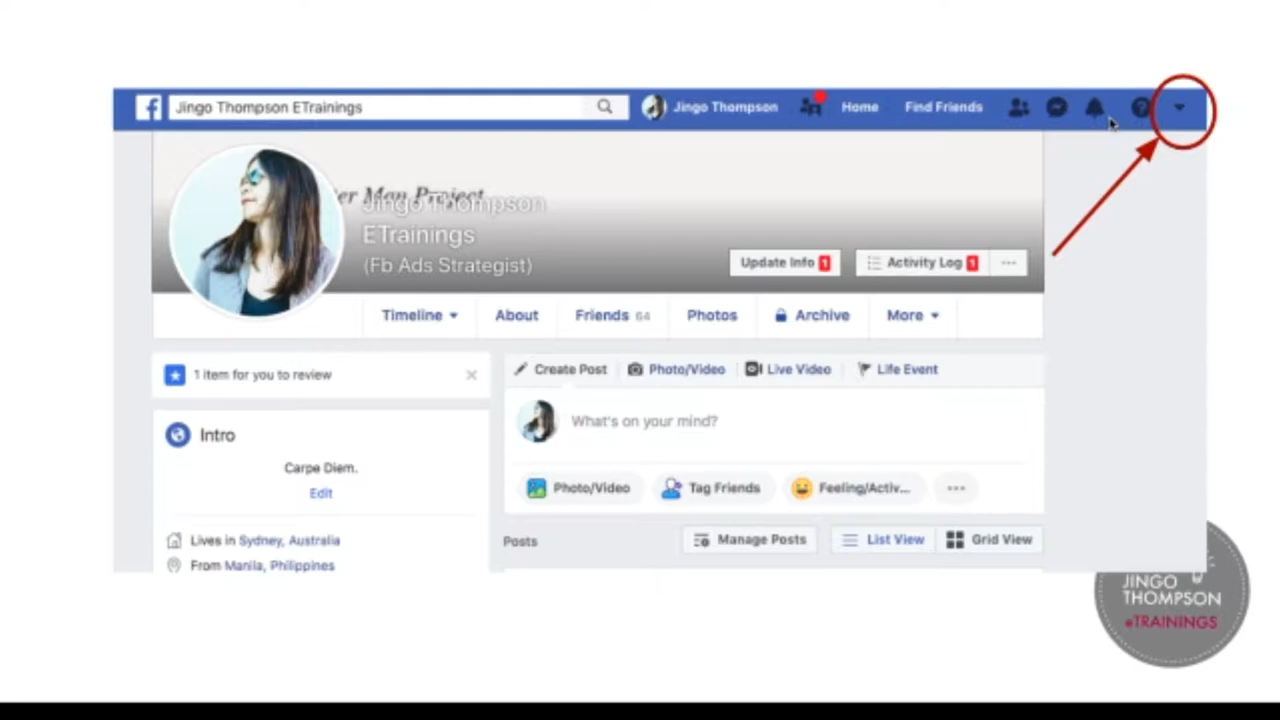 Jingo Thompson ETrainings
Jingo Thompson
Home
Find Friends
er Men Project
Jingo Thompson
ETrainings
(Fb Ads Strategist)
Update Info 1
Activity Log 1
Timeline
About
Friends 64
Photos
Archive
More
1 item for you to review
Create Post
Photo/Video
Live Video
Life Event
What's on your mind?
Intro
Carpe Diem.
Edit
Photo/Video
Tag Friends
Feeling/Activ...
Lives in Sydney, Australia
From Manila, Philippines
Posts
Manage Posts
List View
Grid View
JINGO
THOMPSON
eTRAININGS